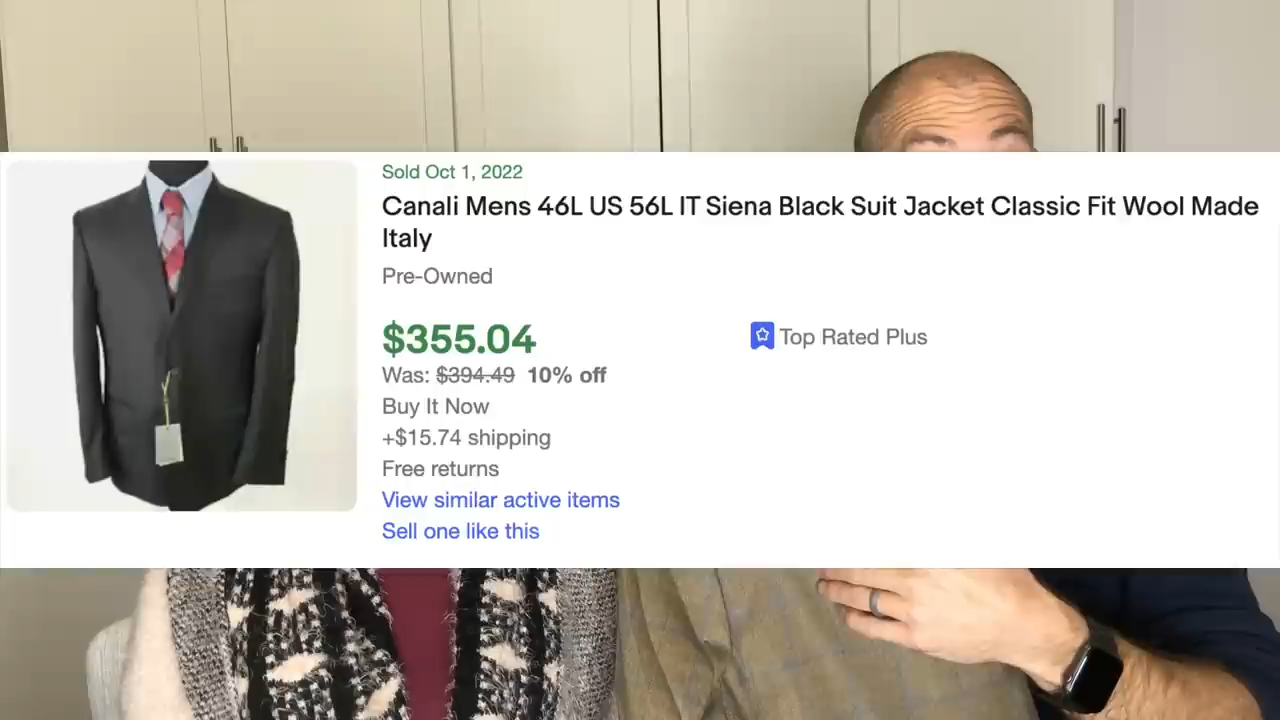 Sold Oct 1, 2022
Canali Mens 46L US 56L IT Siena Black Suit Jacket Classic Fit Wool Made
Italy
Pre-Owned
$355.04
Top Rated Plus
Was: $394.49 10% off
Buy It Now
+$15.74 shipping
Free returns
View similar active items
Sell one like this